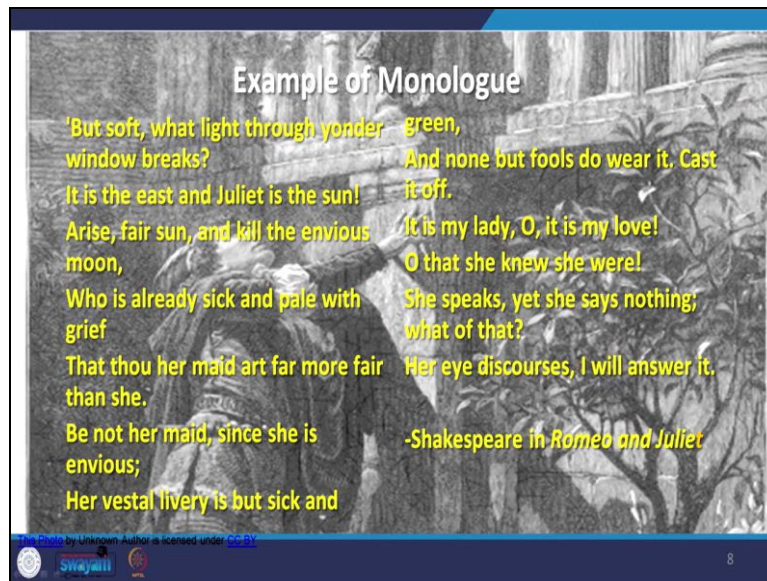 Example of Monologue
'But soft, what light through yonder
window breaks?
It is the east and Juliet is the sun!
Arise, fair sun, and kill the envious
moon,
Who is already sick and pale with
grief
That thou her maid art far more fair
than she.
Be not her maid, since she is
envious;
Her vestal livery is but sick and
green,
And none but fools do wear it. Cast
it off.
It is my lady, O, it is my love!
O that she knew she were!
She speaks, yet she says nothing;
what of that?
Her eye discourses, I will answer it.
-Shakespeare in Romeo and Juliet
This Photo by Unknown Author is licensed under CC BY
swayam
8